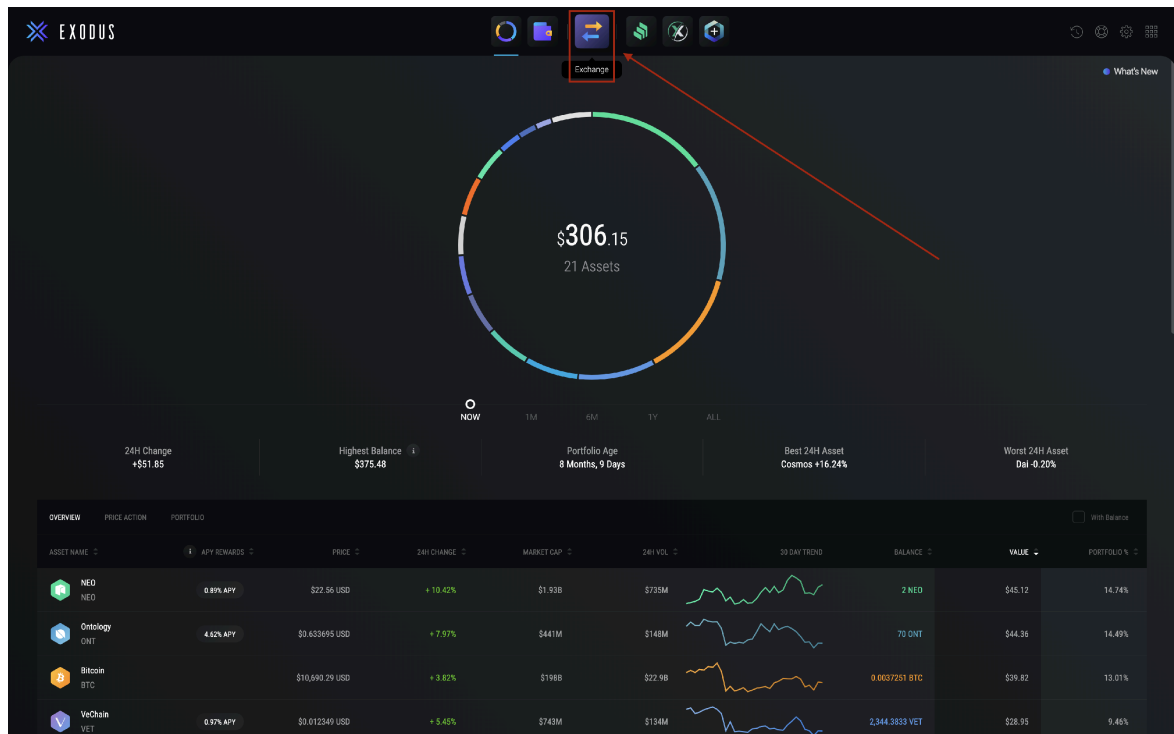 EXODUS
Exchange
What's New
$306.15
21 Assets
NOW 1M 6M 1Y ALL
24H Change Highest Balance i Portfolio Age Best 24H Asset Worst 24H Asset
+$51.85 $375.48 8 Months, 9 Days Cosmos +16.24% Dai -0.20%
OVERVIEW PRICE ACTION PORTFOLIO With Balance
ASSET NAME i APY REWARDS PRICE 24H CHANGE MARKET CAP 24H VOL 30 DAY TREND BALANCE VALUE PORTFOLIO %
NEO
NEO
0.89% APY $22.56 USD + 10.42% $1.93B $735M 2 NEO $45.12 14.74%
Ontology
ONT
4.62% APY $0.633695 USD + 7.97% $441M $148M 70 ONT $44.36 14.49%
Bitcoin
BTC
$10,690.29 USD + 3.82% $198B $22.9B 0.0037251 BTC $39.82 13.01%
VeChain
VET
0.97% APY $0.012349 USD + 5.45% $743M $134M 2,344.3833 VET $28.95 9.46%